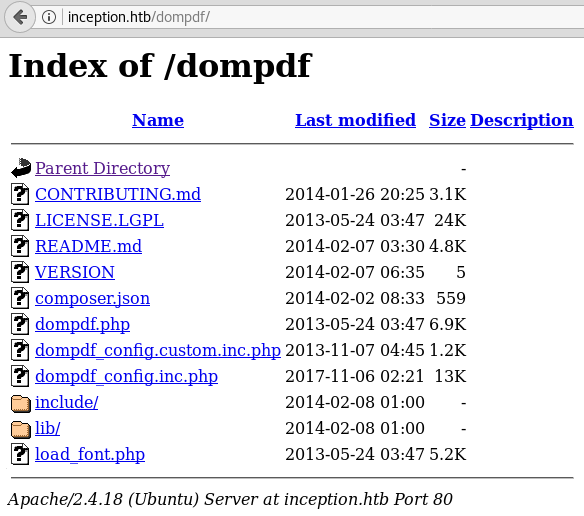 inception.htb/dompdf/
Index of /dompdf
Name Last modified Size Description
Parent Directory -
CONTRIBUTING.md 2014-01-26 20:25 3.1K
LICENSE.LGPL 2013-05-24 03:47 24K
README.md 2014-02-07 03:30 4.8K
VERSION 2014-02-07 06:35 5
composer.json 2014-02-02 08:33 559
dompdf.php 2013-05-24 03:47 6.9K
dompdf_config.custom.inc.php 2013-11-07 04:45 1.2K
dompdf_config.inc.php 2017-11-06 02:21 13K
include/ 2014-02-08 01:00 -
lib/ 2014-02-08 01:00 -
load_font.php 2013-05-24 03:47 5.2K
Apache/2.4.18 (Ubuntu) Server at inception.htb Port 80